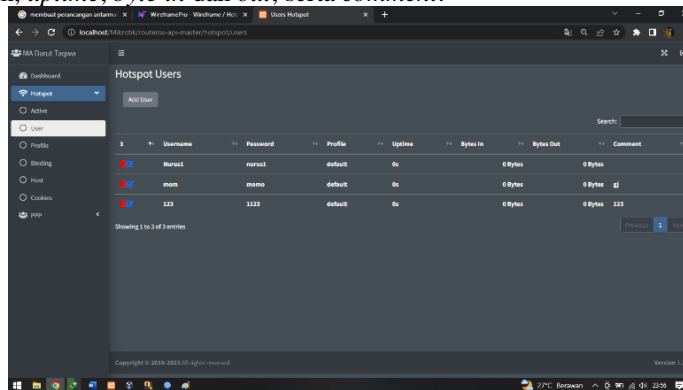 uptime, byte in dan out, serta comment.
membuat perancangan antarmu
WireframePro - Wireframe / Hom
Users Hotspot
localhost/Mikrotik/routeros-api-master/hotspot/users
MA Darut Taqwa
Dashboard
Hotspot
Active
User
Profile
Binding
Host
Cookies
PPP
Hotspot Users
Add User
Search:
3 Username Password Profile Uptime Bytes In Bytes Out Comment
Nurus1 nurus1 default 0s 0 Bytes 0 Bytes
mom momo default 0s 0 Bytes 0 Bytes gj
123 1123 default 0s 0 Bytes 0 Bytes 123
Showing 1 to 3 of 3 entries
Previous 1
Copyright © 2019-2023 All rights reserved.
Version
27°C Berawan 23:56